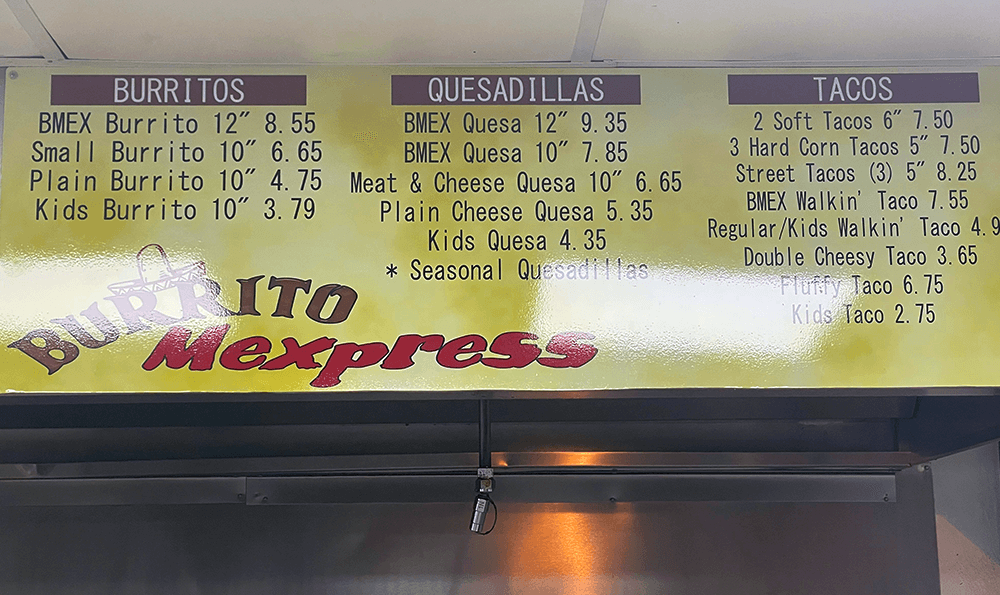 BURRITOS
BMEX Burrito 12″ 8.55
Small Burrito 10″ 6.65
Plain Burrito 10″ 4.75
Kids Burrito 10″ 3.79
QUESADILLAS
BMEX Quesa 12″ 9.35
BMEX Quesa 10″ 7.85
Meat & Cheese Quesa 10″ 6.65
Plain Cheese Quesa 5.35
Kids Quesa 4.35
* Seasonal Quesadillas
TACOS
2 Soft Tacos 6″ 7.50
3 Hard Corn Tacos 5″ 7.50
Street Tacos (3) 5″ 8.25
BMEX Walkin' Taco 7.55
Regular/Kids Walkin' Taco 4.9
Double Cheesy Taco 3.65
Fluffy Taco 6.75
Kids Taco 2.75
BURRITO
Mexpress